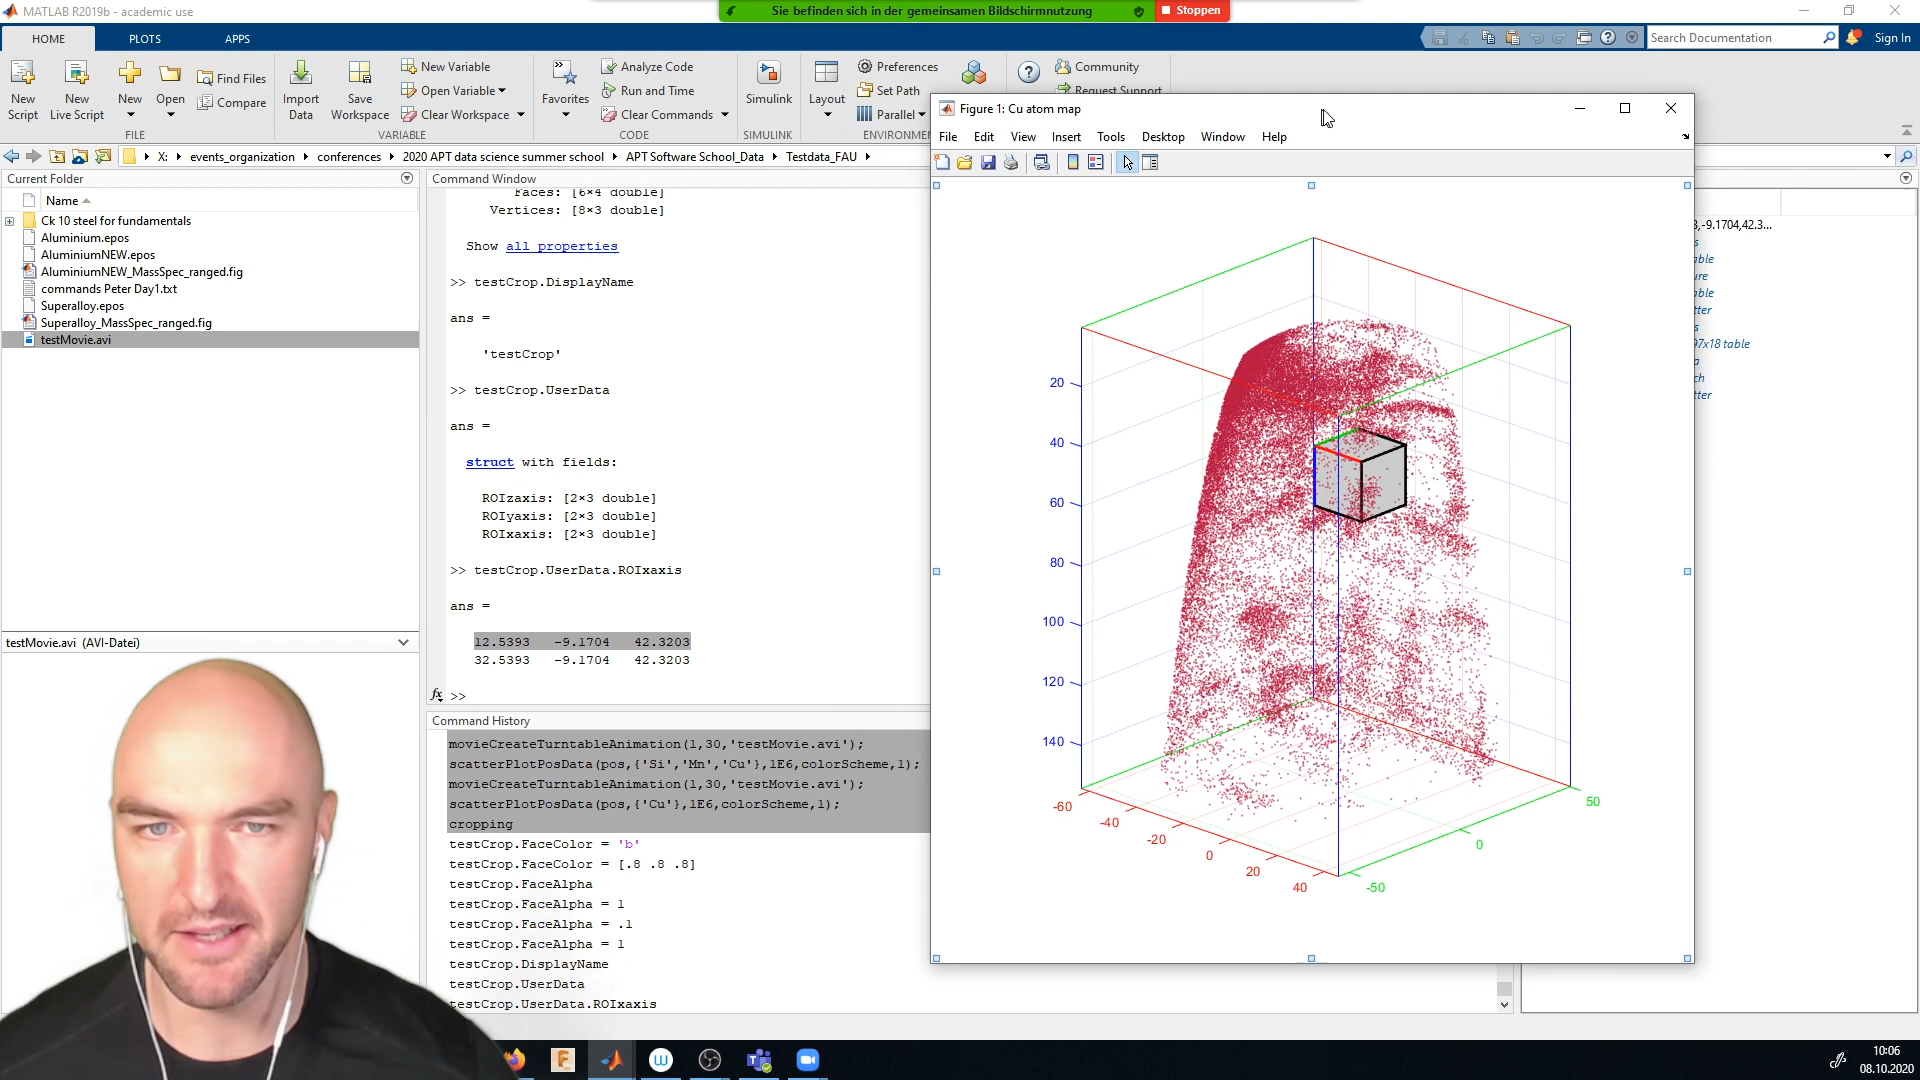 MATLAB R2019b - academic use
Sie befinden sich in der gemeinsamen Bildschirmnutzung
Stoppen
HOME
PLOTS
APPS
Search Documentation
Sign In
New Script
New Live Script
New
Open
Find Files
Compare
Import Data
Save Workspace
New Variable
Open Variable
Clear Workspace
Favorites
Analyze Code
Run and Time
Clear Commands
Simulink
Layout
Preferences
Set Path
Parallel
Community
Request Support
FILE
VARIABLE
CODE
SIMULINK
ENVIRONMEN
X:
events_organization
conferences
2020 APT data science summer school
APT Software School_Data
Testdata_FAU
Current Folder
Name
Ck 10 steel for fundamentals
Aluminium.epos
AluminiumNEW.epos
AluminiumNEW_MassSpec_ranged.fig
commands Peter Day1.txt
Superalloy.epos
Superalloy_MassSpec_ranged.fig
testMovie.avi
testMovie.avi (AVI-Datei)
Command Window
Faces: [6×4 double]
Vertices: [8×3 double]
Show all properties
>> testCrop.DisplayName
ans =
'testCrop'
>> testCrop.UserData
ans =
struct with fields:
ROIzaxis: [2×3 double]
ROIyaxis: [2×3 double]
ROIxaxis: [2×3 double]
>> testCrop.UserData.ROIxaxis
ans =
12.5393 -9.1704 42.3203
32.5393 -9.1704 42.3203
fx >>
Command History
movieCreateTurntableAnimation(1,30,'testMovie.avi');
scatterPlotPosData(pos,{'Si','Mn','Cu'},1E6,colorScheme,1);
movieCreateTurntableAnimation(1,30,'testMovie.avi');
scatterPlotPosData(pos,{'Cu'},1E6,colorScheme,1);
cropping
testCrop.FaceColor = 'b'
testCrop.FaceColor = [.8 .8 .8]
testCrop.FaceAlpha
testCrop.FaceAlpha = 1
testCrop.FaceAlpha = .1
testCrop.FaceAlpha = 1
testCrop.DisplayName
testCrop.UserData
testCrop.UserData.ROIxaxis
Figure 1: Cu atom map
File
Edit
View
Insert
Tools
Desktop
Window
Help
20
40
60
80
100
120
140
-60
-40
-20
0
20
40
-50
0
50
,-9.1704,42.3...
97x18 table
10:06
08.10.2020